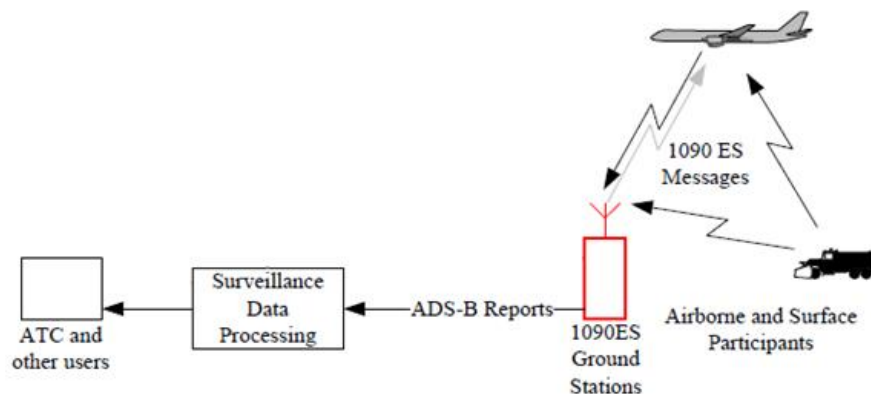 1090 ES
Messages
Surveillance
Data
Processing
ADS-B Reports
ATC and
other users
1090ES
Ground
Stations
Airborne and Surface
Participants